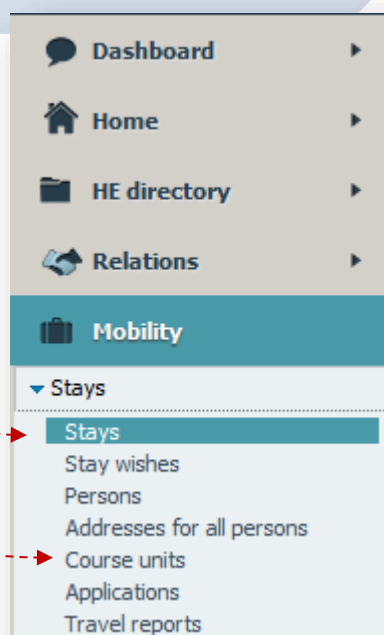 Dashboard
Home
HE directory
Relations
Mobility
Stays
Stays
Stay wishes
Persons
Addresses for all persons
Course units
Applications
Travel reports